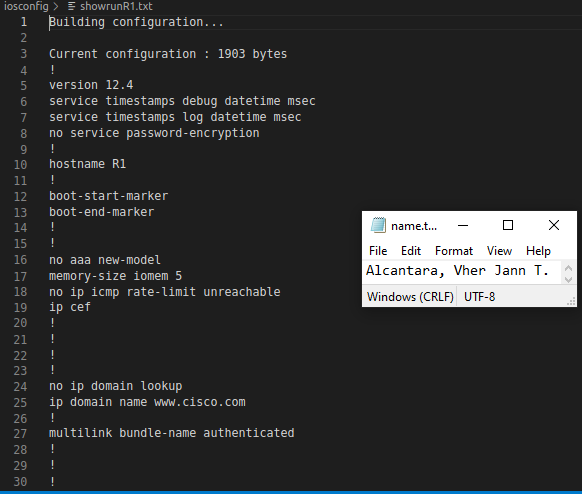 iosconfig > showrunR1.txt
1 Building configuration...
2
3 Current configuration : 1903 bytes
4 !
5 version 12.4
6 service timestamps debug datetime msec
7 service timestamps log datetime msec
8 no service password-encryption
9 !
10 hostname R1
11 !
12 boot-start-marker
13 boot-end-marker
14 !
15 !
16 no aaa new-model
17 memory-size iomem 5
18 no ip icmp rate-limit unreachable
19 ip cef
20 !
21 !
22 !
23 !
24 no ip domain lookup
25 ip domain name www.cisco.com
26 !
27 multilink bundle-name authenticated
28 !
29 !
30 !
name.t...
File Edit Format View Help
Alcantara, Vher Jann T.
Windows (CRLF) UTF-8